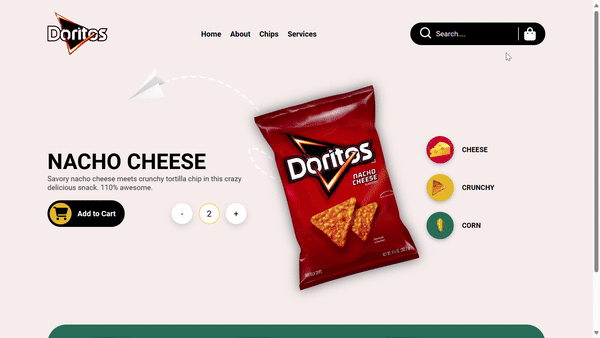 Doritos
Home About Chips Services
Search....
NACHO CHEESE
Savory nacho cheese meets crunchy tortilla chip in this crazy
delicious snack. 110% awesome.
Add to Cart
- 2 +
Doritos
NACHO
CHEESE
CHEESE
CRUNCHY
CORN